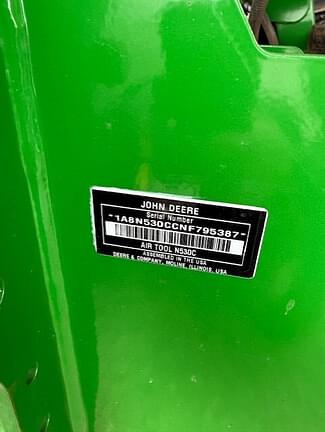 JOHN DEERE
Serial Number
*1A8N530CCNF795387*
AIR TOOL N530C
ASSEMBLED IN THE USA
DEERE & COMPANY, MOLINE, ILLINOIS, USA